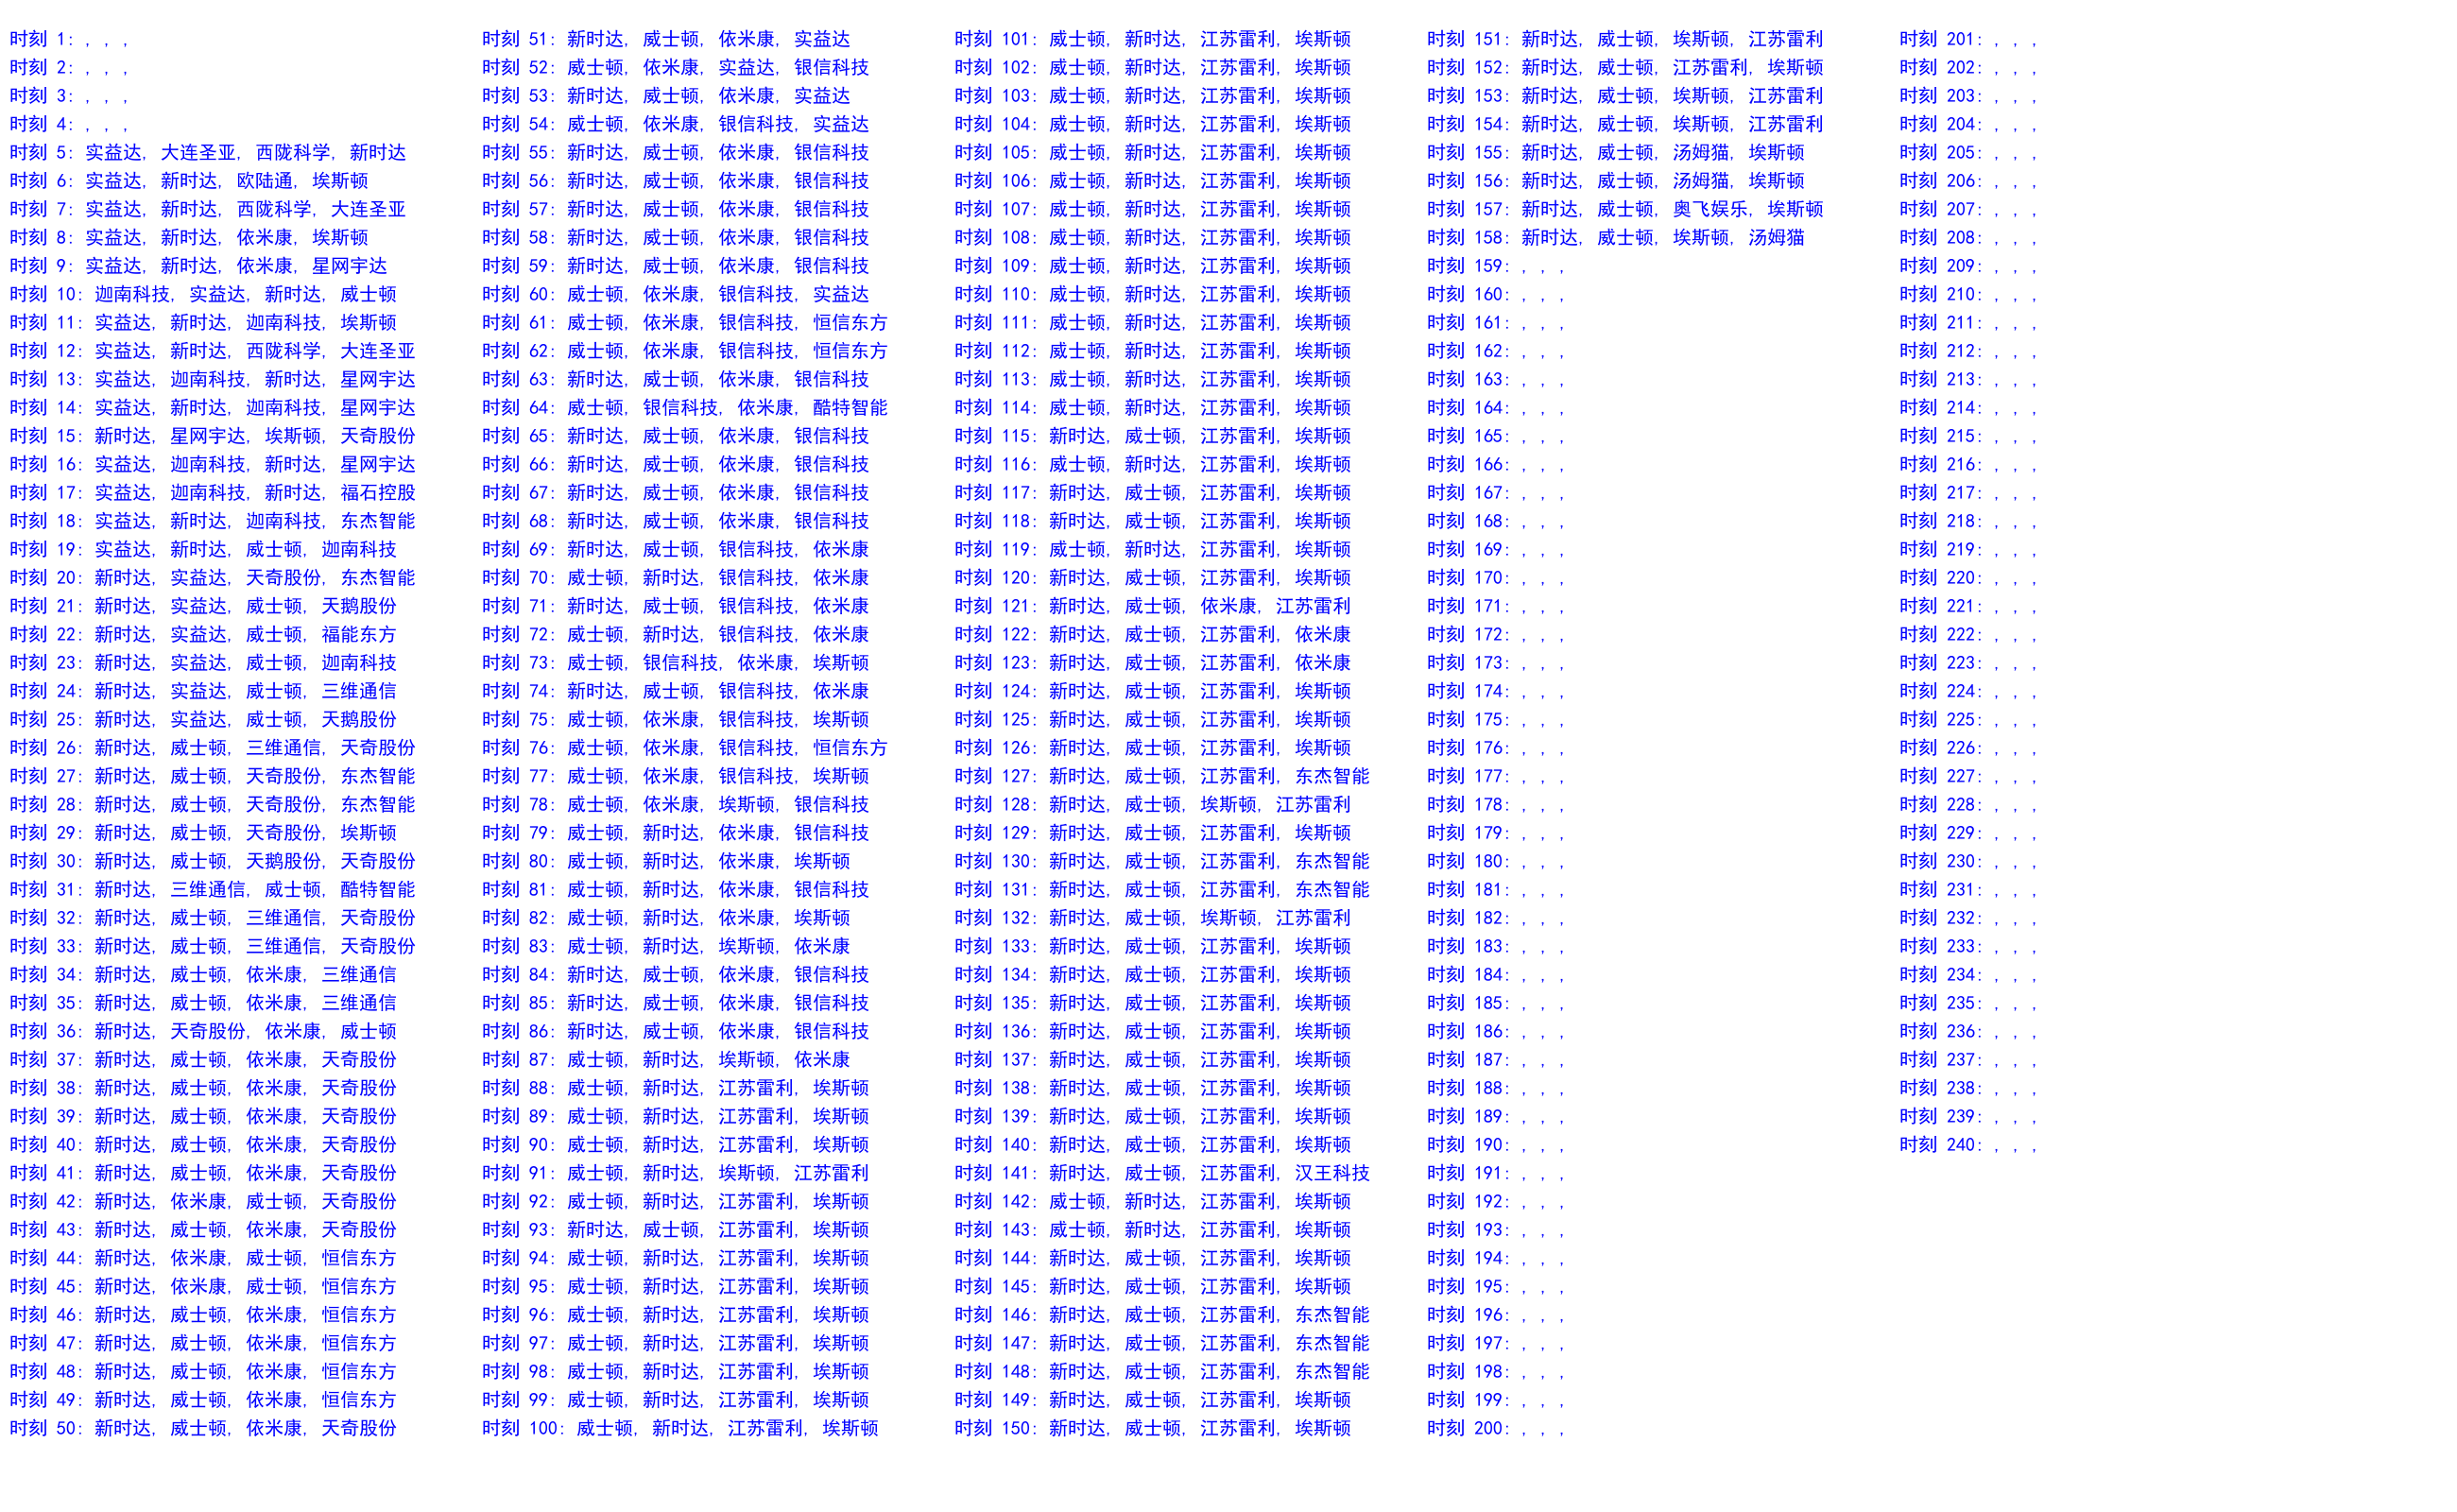 时刻 1: , , ,
时刻 2: , , ,
时刻 3: , , ,
时刻 4: , , ,
时刻 5: 实益达, 大连圣亚, 西陇科学, 新时达
时刻 6: 实益达, 新时达, 欧陆通, 埃斯顿
时刻 7: 实益达, 新时达, 西陇科学, 大连圣亚
时刻 8: 实益达, 新时达, 依米康, 埃斯顿
时刻 9: 实益达, 新时达, 依米康, 星网宇达
时刻 10: 迦南科技, 实益达, 新时达, 威士顿
时刻 11: 实益达, 新时达, 迦南科技, 埃斯顿
时刻 12: 实益达, 新时达, 西陇科学, 大连圣亚
时刻 13: 实益达, 迦南科技, 新时达, 星网宇达
时刻 14: 实益达, 新时达, 迦南科技, 星网宇达
时刻 15: 新时达, 星网宇达, 埃斯顿, 天奇股份
时刻 16: 实益达, 迦南科技, 新时达, 星网宇达
时刻 17: 实益达, 迦南科技, 新时达, 福石控股
时刻 18: 实益达, 新时达, 迦南科技, 东杰智能
时刻 19: 实益达, 新时达, 威士顿, 迦南科技
时刻 20: 新时达, 实益达, 天奇股份, 东杰智能
时刻 21: 新时达, 实益达, 威士顿, 天鹅股份
时刻 22: 新时达, 实益达, 威士顿, 福能东方
时刻 23: 新时达, 实益达, 威士顿, 迦南科技
时刻 24: 新时达, 实益达, 威士顿, 三维通信
时刻 25: 新时达, 实益达, 威士顿, 天鹅股份
时刻 26: 新时达, 威士顿, 三维通信, 天奇股份
时刻 27: 新时达, 威士顿, 天奇股份, 东杰智能
时刻 28: 新时达, 威士顿, 天奇股份, 东杰智能
时刻 29: 新时达, 威士顿, 天奇股份, 埃斯顿
时刻 30: 新时达, 威士顿, 天鹅股份, 天奇股份
时刻 31: 新时达, 三维通信, 威士顿, 酷特智能
时刻 32: 新时达, 威士顿, 三维通信, 天奇股份
时刻 33: 新时达, 威士顿, 三维通信, 天奇股份
时刻 34: 新时达, 威士顿, 依米康, 三维通信
时刻 35: 新时达, 威士顿, 依米康, 三维通信
时刻 36: 新时达, 天奇股份, 依米康, 威士顿
时刻 37: 新时达, 威士顿, 依米康, 天奇股份
时刻 38: 新时达, 威士顿, 依米康, 天奇股份
时刻 39: 新时达, 威士顿, 依米康, 天奇股份
时刻 40: 新时达, 威士顿, 依米康, 天奇股份
时刻 41: 新时达, 威士顿, 依米康, 天奇股份
时刻 42: 新时达, 依米康, 威士顿, 天奇股份
时刻 43: 新时达, 威士顿, 依米康, 天奇股份
时刻 44: 新时达, 依米康, 威士顿, 恒信东方
时刻 45: 新时达, 依米康, 威士顿, 恒信东方
时刻 46: 新时达, 威士顿, 依米康, 恒信东方
时刻 47: 新时达, 威士顿, 依米康, 恒信东方
时刻 48: 新时达, 威士顿, 依米康, 恒信东方
时刻 49: 新时达, 威士顿, 依米康, 恒信东方
时刻 50: 新时达, 威士顿, 依米康, 天奇股份
时刻 51: 新时达, 威士顿, 依米康, 实益达
时刻 52: 威士顿, 依米康, 实益达, 银信科技
时刻 53: 新时达, 威士顿, 依米康, 实益达
时刻 54: 威士顿, 依米康, 银信科技, 实益达
时刻 55: 新时达, 威士顿, 依米康, 银信科技
时刻 56: 新时达, 威士顿, 依米康, 银信科技
时刻 57: 新时达, 威士顿, 依米康, 银信科技
时刻 58: 新时达, 威士顿, 依米康, 银信科技
时刻 59: 新时达, 威士顿, 依米康, 银信科技
时刻 60: 威士顿, 依米康, 银信科技, 实益达
时刻 61: 威士顿, 依米康, 银信科技, 恒信东方
时刻 62: 威士顿, 依米康, 银信科技, 恒信东方
时刻 63: 新时达, 威士顿, 依米康, 银信科技
时刻 64: 威士顿, 银信科技, 依米康, 酷特智能
时刻 65: 新时达, 威士顿, 依米康, 银信科技
时刻 66: 新时达, 威士顿, 依米康, 银信科技
时刻 67: 新时达, 威士顿, 依米康, 银信科技
时刻 68: 新时达, 威士顿, 依米康, 银信科技
时刻 69: 新时达, 威士顿, 银信科技, 依米康
时刻 70: 威士顿, 新时达, 银信科技, 依米康
时刻 71: 新时达, 威士顿, 银信科技, 依米康
时刻 72: 威士顿, 新时达, 银信科技, 依米康
时刻 73: 威士顿, 银信科技, 依米康, 埃斯顿
时刻 74: 新时达, 威士顿, 银信科技, 依米康
时刻 75: 威士顿, 依米康, 银信科技, 埃斯顿
时刻 76: 威士顿, 依米康, 银信科技, 恒信东方
时刻 77: 威士顿, 依米康, 银信科技, 埃斯顿
时刻 78: 威士顿, 依米康, 埃斯顿, 银信科技
时刻 79: 威士顿, 新时达, 依米康, 银信科技
时刻 80: 威士顿, 新时达, 依米康, 埃斯顿
时刻 81: 威士顿, 新时达, 依米康, 银信科技
时刻 82: 威士顿, 新时达, 依米康, 埃斯顿
时刻 83: 威士顿, 新时达, 埃斯顿, 依米康
时刻 84: 新时达, 威士顿, 依米康, 银信科技
时刻 85: 新时达, 威士顿, 依米康, 银信科技
时刻 86: 新时达, 威士顿, 依米康, 银信科技
时刻 87: 威士顿, 新时达, 埃斯顿, 依米康
时刻 88: 威士顿, 新时达, 江苏雷利, 埃斯顿
时刻 89: 威士顿, 新时达, 江苏雷利, 埃斯顿
时刻 90: 威士顿, 新时达, 江苏雷利, 埃斯顿
时刻 91: 威士顿, 新时达, 埃斯顿, 江苏雷利
时刻 92: 威士顿, 新时达, 江苏雷利, 埃斯顿
时刻 93: 新时达, 威士顿, 江苏雷利, 埃斯顿
时刻 94: 威士顿, 新时达, 江苏雷利, 埃斯顿
时刻 95: 威士顿, 新时达, 江苏雷利, 埃斯顿
时刻 96: 威士顿, 新时达, 江苏雷利, 埃斯顿
时刻 97: 威士顿, 新时达, 江苏雷利, 埃斯顿
时刻 98: 威士顿, 新时达, 江苏雷利, 埃斯顿
时刻 99: 威士顿, 新时达, 江苏雷利, 埃斯顿
时刻 100: 威士顿, 新时达, 江苏雷利, 埃斯顿
时刻 101: 威士顿, 新时达, 江苏雷利, 埃斯顿
时刻 102: 威士顿, 新时达, 江苏雷利, 埃斯顿
时刻 103: 威士顿, 新时达, 江苏雷利, 埃斯顿
时刻 104: 威士顿, 新时达, 江苏雷利, 埃斯顿
时刻 105: 威士顿, 新时达, 江苏雷利, 埃斯顿
时刻 106: 威士顿, 新时达, 江苏雷利, 埃斯顿
时刻 107: 威士顿, 新时达, 江苏雷利, 埃斯顿
时刻 108: 威士顿, 新时达, 江苏雷利, 埃斯顿
时刻 109: 威士顿, 新时达, 江苏雷利, 埃斯顿
时刻 110: 威士顿, 新时达, 江苏雷利, 埃斯顿
时刻 111: 威士顿, 新时达, 江苏雷利, 埃斯顿
时刻 112: 威士顿, 新时达, 江苏雷利, 埃斯顿
时刻 113: 威士顿, 新时达, 江苏雷利, 埃斯顿
时刻 114: 威士顿, 新时达, 江苏雷利, 埃斯顿
时刻 115: 新时达, 威士顿, 江苏雷利, 埃斯顿
时刻 116: 威士顿, 新时达, 江苏雷利, 埃斯顿
时刻 117: 新时达, 威士顿, 江苏雷利, 埃斯顿
时刻 118: 新时达, 威士顿, 江苏雷利, 埃斯顿
时刻 119: 威士顿, 新时达, 江苏雷利, 埃斯顿
时刻 120: 新时达, 威士顿, 江苏雷利, 埃斯顿
时刻 121: 新时达, 威士顿, 依米康, 江苏雷利
时刻 122: 新时达, 威士顿, 江苏雷利, 依米康
时刻 123: 新时达, 威士顿, 江苏雷利, 依米康
时刻 124: 新时达, 威士顿, 江苏雷利, 埃斯顿
时刻 125: 新时达, 威士顿, 江苏雷利, 埃斯顿
时刻 126: 新时达, 威士顿, 江苏雷利, 埃斯顿
时刻 127: 新时达, 威士顿, 江苏雷利, 东杰智能
时刻 128: 新时达, 威士顿, 埃斯顿, 江苏雷利
时刻 129: 新时达, 威士顿, 江苏雷利, 埃斯顿
时刻 130: 新时达, 威士顿, 江苏雷利, 东杰智能
时刻 131: 新时达, 威士顿, 江苏雷利, 东杰智能
时刻 132: 新时达, 威士顿, 埃斯顿, 江苏雷利
时刻 133: 新时达, 威士顿, 江苏雷利, 埃斯顿
时刻 134: 新时达, 威士顿, 江苏雷利, 埃斯顿
时刻 135: 新时达, 威士顿, 江苏雷利, 埃斯顿
时刻 136: 新时达, 威士顿, 江苏雷利, 埃斯顿
时刻 137: 新时达, 威士顿, 江苏雷利, 埃斯顿
时刻 138: 新时达, 威士顿, 江苏雷利, 埃斯顿
时刻 139: 新时达, 威士顿, 江苏雷利, 埃斯顿
时刻 140: 新时达, 威士顿, 江苏雷利, 埃斯顿
时刻 141: 新时达, 威士顿, 江苏雷利, 汉王科技
时刻 142: 威士顿, 新时达, 江苏雷利, 埃斯顿
时刻 143: 威士顿, 新时达, 江苏雷利, 埃斯顿
时刻 144: 新时达, 威士顿, 江苏雷利, 埃斯顿
时刻 145: 新时达, 威士顿, 江苏雷利, 埃斯顿
时刻 146: 新时达, 威士顿, 江苏雷利, 东杰智能
时刻 147: 新时达, 威士顿, 江苏雷利, 东杰智能
时刻 148: 新时达, 威士顿, 江苏雷利, 东杰智能
时刻 149: 新时达, 威士顿, 江苏雷利, 埃斯顿
时刻 150: 新时达, 威士顿, 江苏雷利, 埃斯顿
时刻 151: 新时达, 威士顿, 埃斯顿, 江苏雷利
时刻 152: 新时达, 威士顿, 江苏雷利, 埃斯顿
时刻 153: 新时达, 威士顿, 埃斯顿, 江苏雷利
时刻 154: 新时达, 威士顿, 埃斯顿, 江苏雷利
时刻 155: 新时达, 威士顿, 汤姆猫, 埃斯顿
时刻 156: 新时达, 威士顿, 汤姆猫, 埃斯顿
时刻 157: 新时达, 威士顿, 奥飞娱乐, 埃斯顿
时刻 158: 新时达, 威士顿, 埃斯顿, 汤姆猫
时刻 159: , , ,
时刻 160: , , ,
时刻 161: , , ,
时刻 162: , , ,
时刻 163: , , ,
时刻 164: , , ,
时刻 165: , , ,
时刻 166: , , ,
时刻 167: , , ,
时刻 168: , , ,
时刻 169: , , ,
时刻 170: , , ,
时刻 171: , , ,
时刻 172: , , ,
时刻 173: , , ,
时刻 174: , , ,
时刻 175: , , ,
时刻 176: , , ,
时刻 177: , , ,
时刻 178: , , ,
时刻 179: , , ,
时刻 180: , , ,
时刻 181: , , ,
时刻 182: , , ,
时刻 183: , , ,
时刻 184: , , ,
时刻 185: , , ,
时刻 186: , , ,
时刻 187: , , ,
时刻 188: , , ,
时刻 189: , , ,
时刻 190: , , ,
时刻 191: , , ,
时刻 192: , , ,
时刻 193: , , ,
时刻 194: , , ,
时刻 195: , , ,
时刻 196: , , ,
时刻 197: , , ,
时刻 198: , , ,
时刻 199: , , ,
时刻 200: , , ,
时刻 201: , , ,
时刻 202: , , ,
时刻 203: , , ,
时刻 204: , , ,
时刻 205: , , ,
时刻 206: , , ,
时刻 207: , , ,
时刻 208: , , ,
时刻 209: , , ,
时刻 210: , , ,
时刻 211: , , ,
时刻 212: , , ,
时刻 213: , , ,
时刻 214: , , ,
时刻 215: , , ,
时刻 216: , , ,
时刻 217: , , ,
时刻 218: , , ,
时刻 219: , , ,
时刻 220: , , ,
时刻 221: , , ,
时刻 222: , , ,
时刻 223: , , ,
时刻 224: , , ,
时刻 225: , , ,
时刻 226: , , ,
时刻 227: , , ,
时刻 228: , , ,
时刻 229: , , ,
时刻 230: , , ,
时刻 231: , , ,
时刻 232: , , ,
时刻 233: , , ,
时刻 234: , , ,
时刻 235: , , ,
时刻 236: , , ,
时刻 237: , , ,
时刻 238: , , ,
时刻 239: , , ,
时刻 240: , , ,